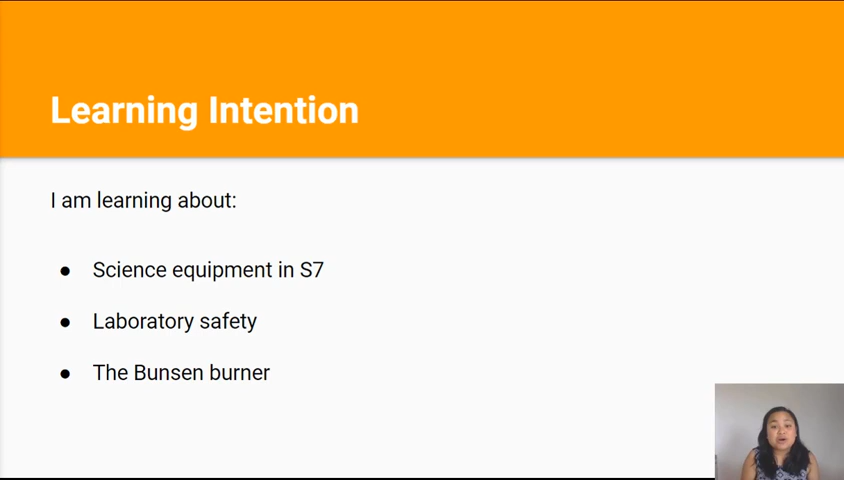 Learning Intention
I am learning about:
● Science equipment in S7
● Laboratory safety
● The Bunsen burner